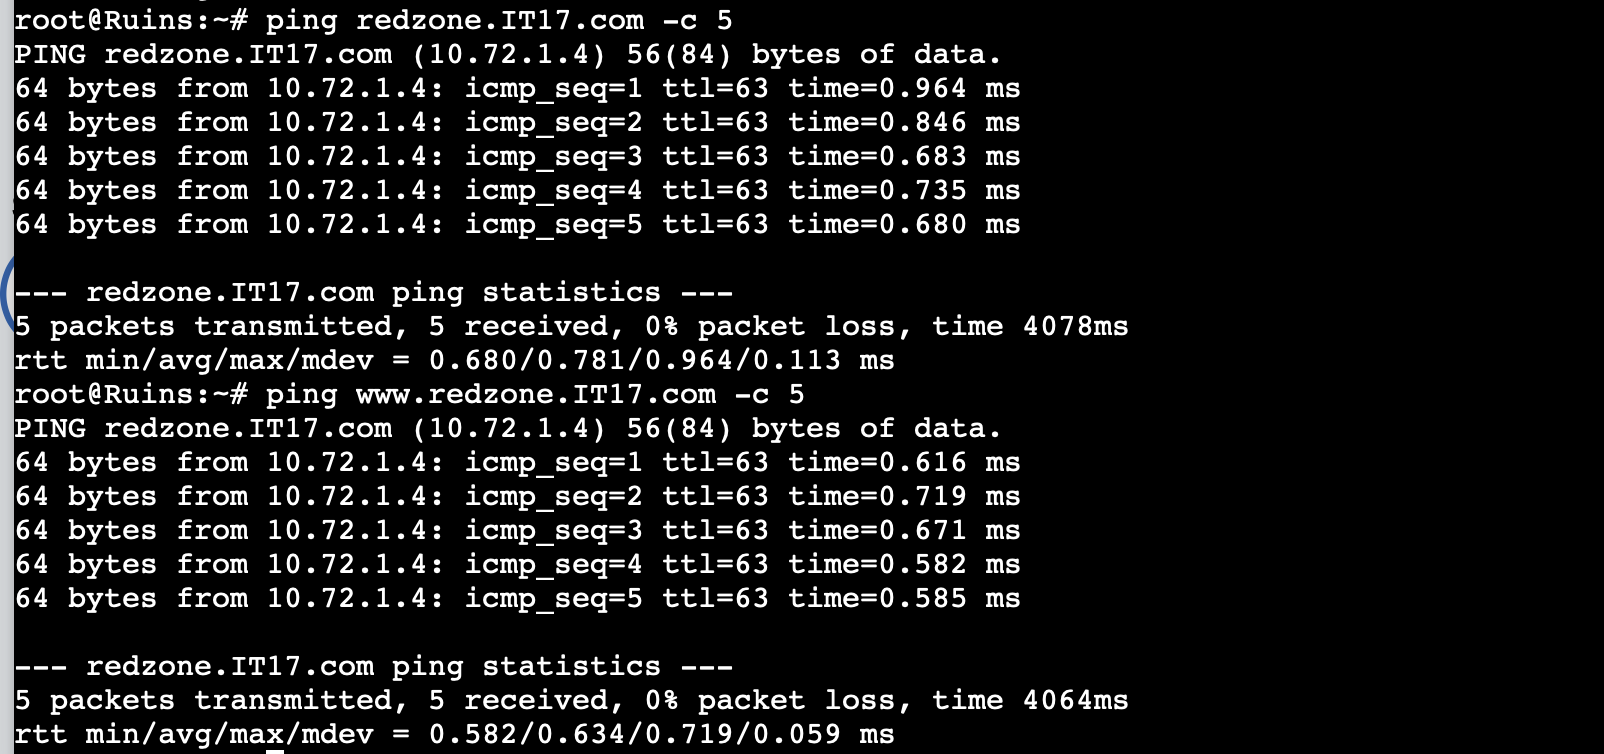 root@Ruins:~# ping redzone.IT17.com -c 5
PING redzone.IT17.com (10.72.1.4) 56(84) bytes of data.
64 bytes from 10.72.1.4: icmp_seq=1 ttl=63 time=0.964 ms
64 bytes from 10.72.1.4: icmp_seq=2 ttl=63 time=0.846 ms
64 bytes from 10.72.1.4: icmp_seq=3 ttl=63 time=0.683 ms
64 bytes from 10.72.1.4: icmp_seq=4 ttl=63 time=0.735 ms
64 bytes from 10.72.1.4: icmp_seq=5 ttl=63 time=0.680 ms
--- redzone.IT17.com ping statistics ---
5 packets transmitted, 5 received, 0% packet loss, time 4078ms
rtt min/avg/max/mdev = 0.680/0.781/0.964/0.113 ms
root@Ruins:~# ping www.redzone.IT17.com -c 5
PING redzone.IT17.com (10.72.1.4) 56(84) bytes of data.
64 bytes from 10.72.1.4: icmp_seq=1 ttl=63 time=0.616 ms
64 bytes from 10.72.1.4: icmp_seq=2 ttl=63 time=0.719 ms
64 bytes from 10.72.1.4: icmp_seq=3 ttl=63 time=0.671 ms
64 bytes from 10.72.1.4: icmp_seq=4 ttl=63 time=0.582 ms
64 bytes from 10.72.1.4: icmp_seq=5 ttl=63 time=0.585 ms
--- redzone.IT17.com ping statistics ---
5 packets transmitted, 5 received, 0% packet loss, time 4064ms
rtt min/avg/max/mdev = 0.582/0.634/0.719/0.059 ms